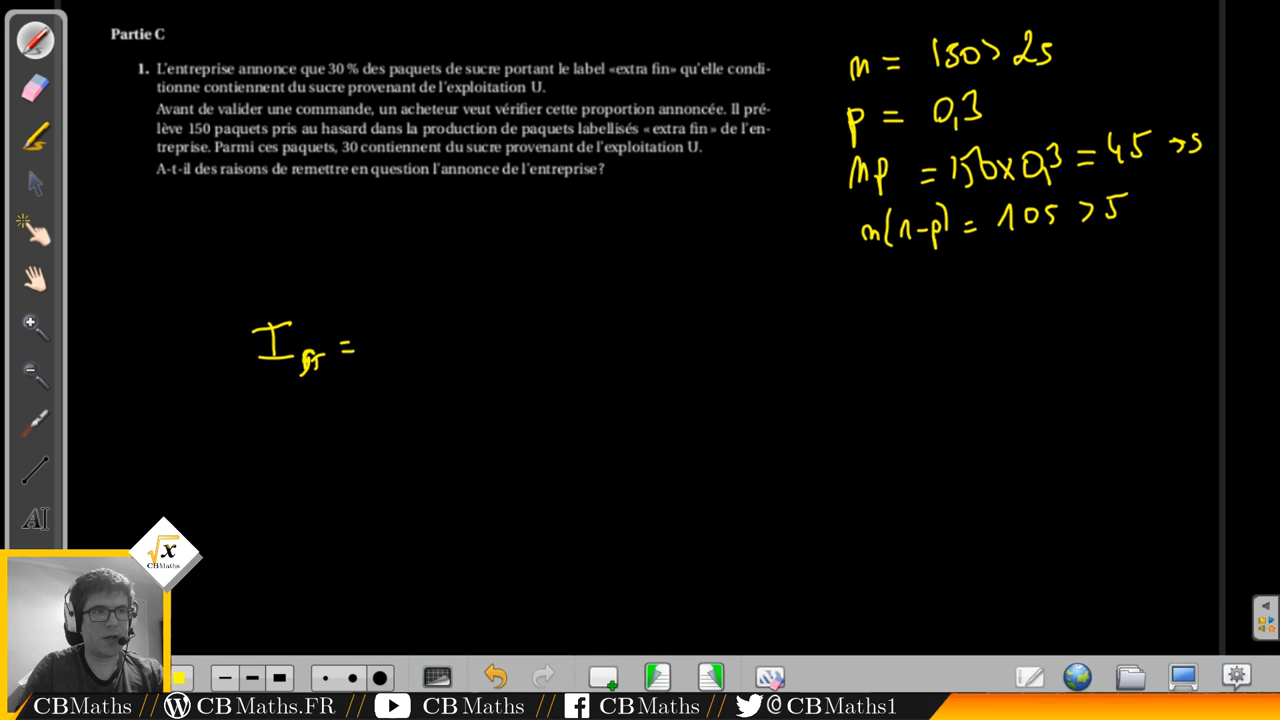 Partie C
1. L'entreprise annonce que 30 % des paquets de sucre portant le label «extra fin» qu'elle condi-
tionne contiennent du sucre provenant de l'exploitation U.
Avant de valider une commande, un acheteur veut vérifier cette proportion annoncée. Il pré-
lève 150 paquets pris au hasard dans la production de paquets labellisés « extra fin » de l'en-
treprise. Parmi ces paquets, 30 contiennent du sucre provenant de l'exploitation U.
A-t-il des raisons de remettre en question l'annonce de l'entreprise?
n = 150 > 25
p = 0,3
np = 150 x 0,3 = 45 > 5
n(1-p) = 105 > 5
I =
AI
√x
CBMaths
CBMaths / CBMaths.FR / CBMaths / CBMaths / @CBMaths1